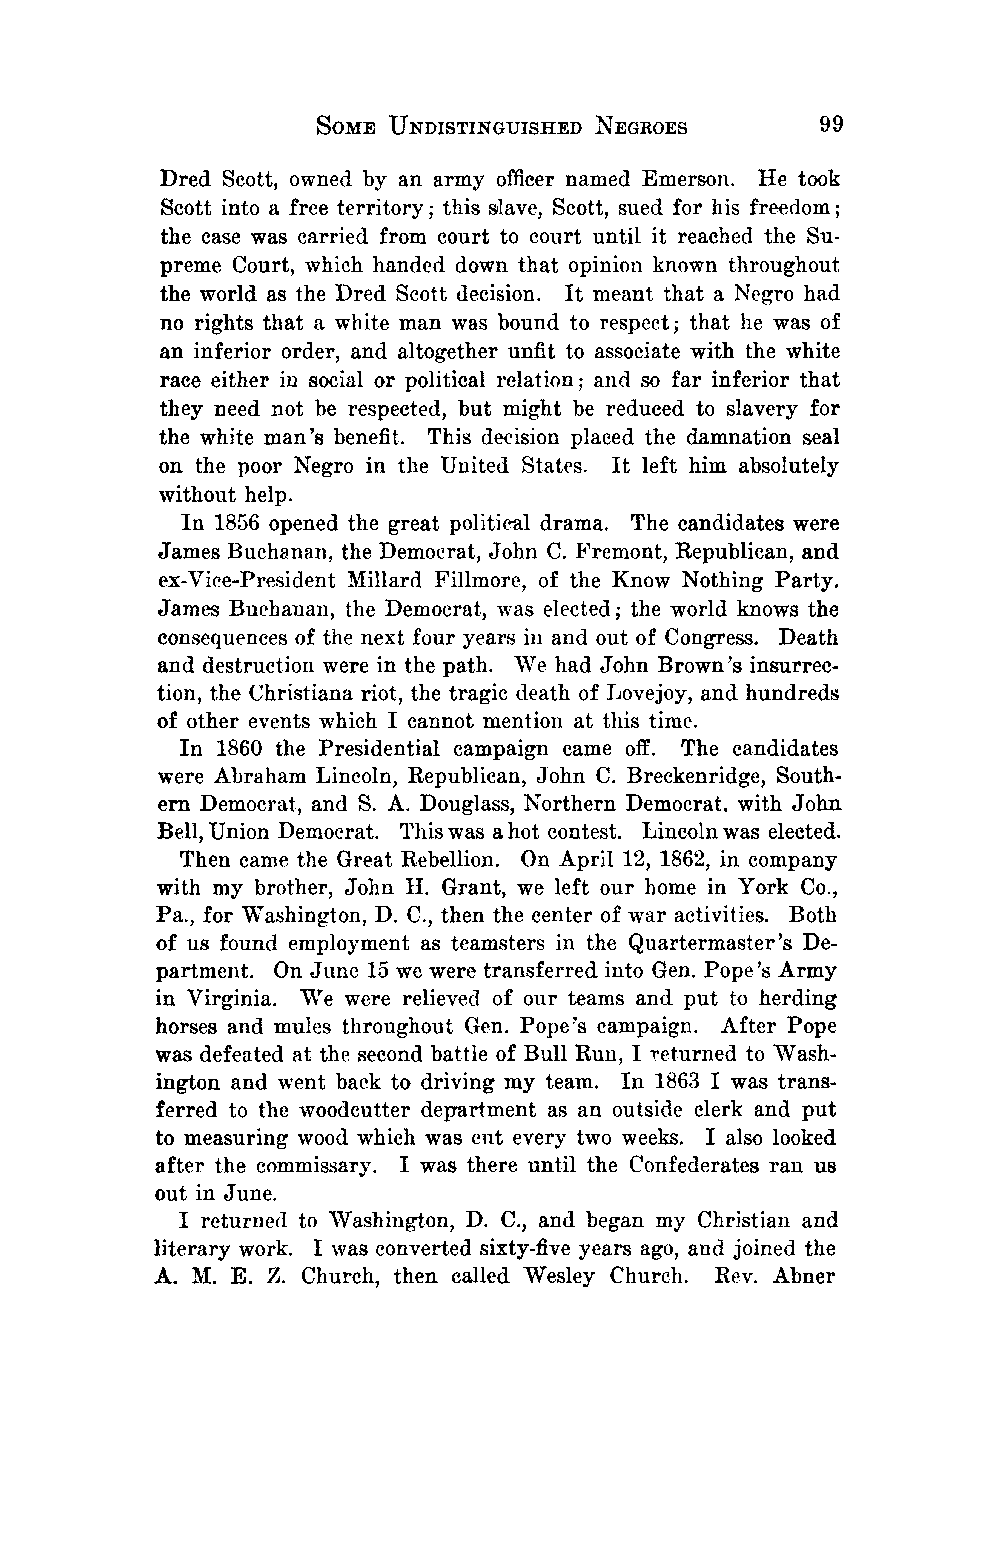 SOME UNDISTINGUISHED NEGROES 99
Dred Scott, owned by an army officer named Emerson. He took
Scott into a free territory; this slave, Scott, sued for his freedom;
the case was carried from court to court until it reached the Su-
preme Court, which handed down that opinion known throughout
the world as the Dred Scott decision. It meant that a Negro had
no rights that a white man was bound to respect; that he was of
an inferior order, and altogether unfit to associate with the white
race either in social or political relation; and so far inferior that
they need not be respected, but might be reduced to slavery for
the white man's benefit. This decision placed the damnation seal
on the poor Negro in the United States. It left him absolutely
without help.
In 1856 opened the great political drama. The candidates were
James Buchanan, the Democrat, John C. Fremont, Republican, and
ex-Vice-President Millard Fillmore, of the Know Nothing Party.
James Buchanan, the Democrat, was elected; the world knows the
consequences of the next four years in and out of Congress. Death
and destruction were in the path. We had John Brown's insurrec-
tion, the Christiana riot, the tragic death of Lovejoy, and hundreds
of other events which I cannot mention at this time.
In 1860 the Presidential campaign came off. The candidates
were Abraham Lincoln, Republican, John C. Breckenridge, South-
ern Democrat, and S. A. Douglass, Northern Democrat, with John
Bell, Union Democrat. This was a hot contest. Lincoln was elected.
Then came the Great Rebellion. On April 12, 1862, in company
with my brother, John H. Grant, we left our home in York Co.,
Pa., for Washington, D. C., then the center of war activities. Both
of us found employment as teamsters in the Quartermaster's De-
partment. On June 15 we were transferred into Gen. Pope's Army
in Virginia. We were relieved of our teams and put to herding
horses and mules throughout Gen. Pope's campaign. After Pope
was defeated at the second battle of Bull Run, I returned to Wash-
ington and went back to driving my team. In 1863 I was trans-
ferred to the woodcutter department as an outside clerk and put
to measuring wood which was cut every two weeks. I also looked
after the commissary. I was there until the Confederates ran us
out in June.
I returned to Washington, D. C., and began my Christian and
literary work. I was converted sixty-five years ago, and joined the
A. M. E. Z. Church, then called Wesley Church. Rev. Abner